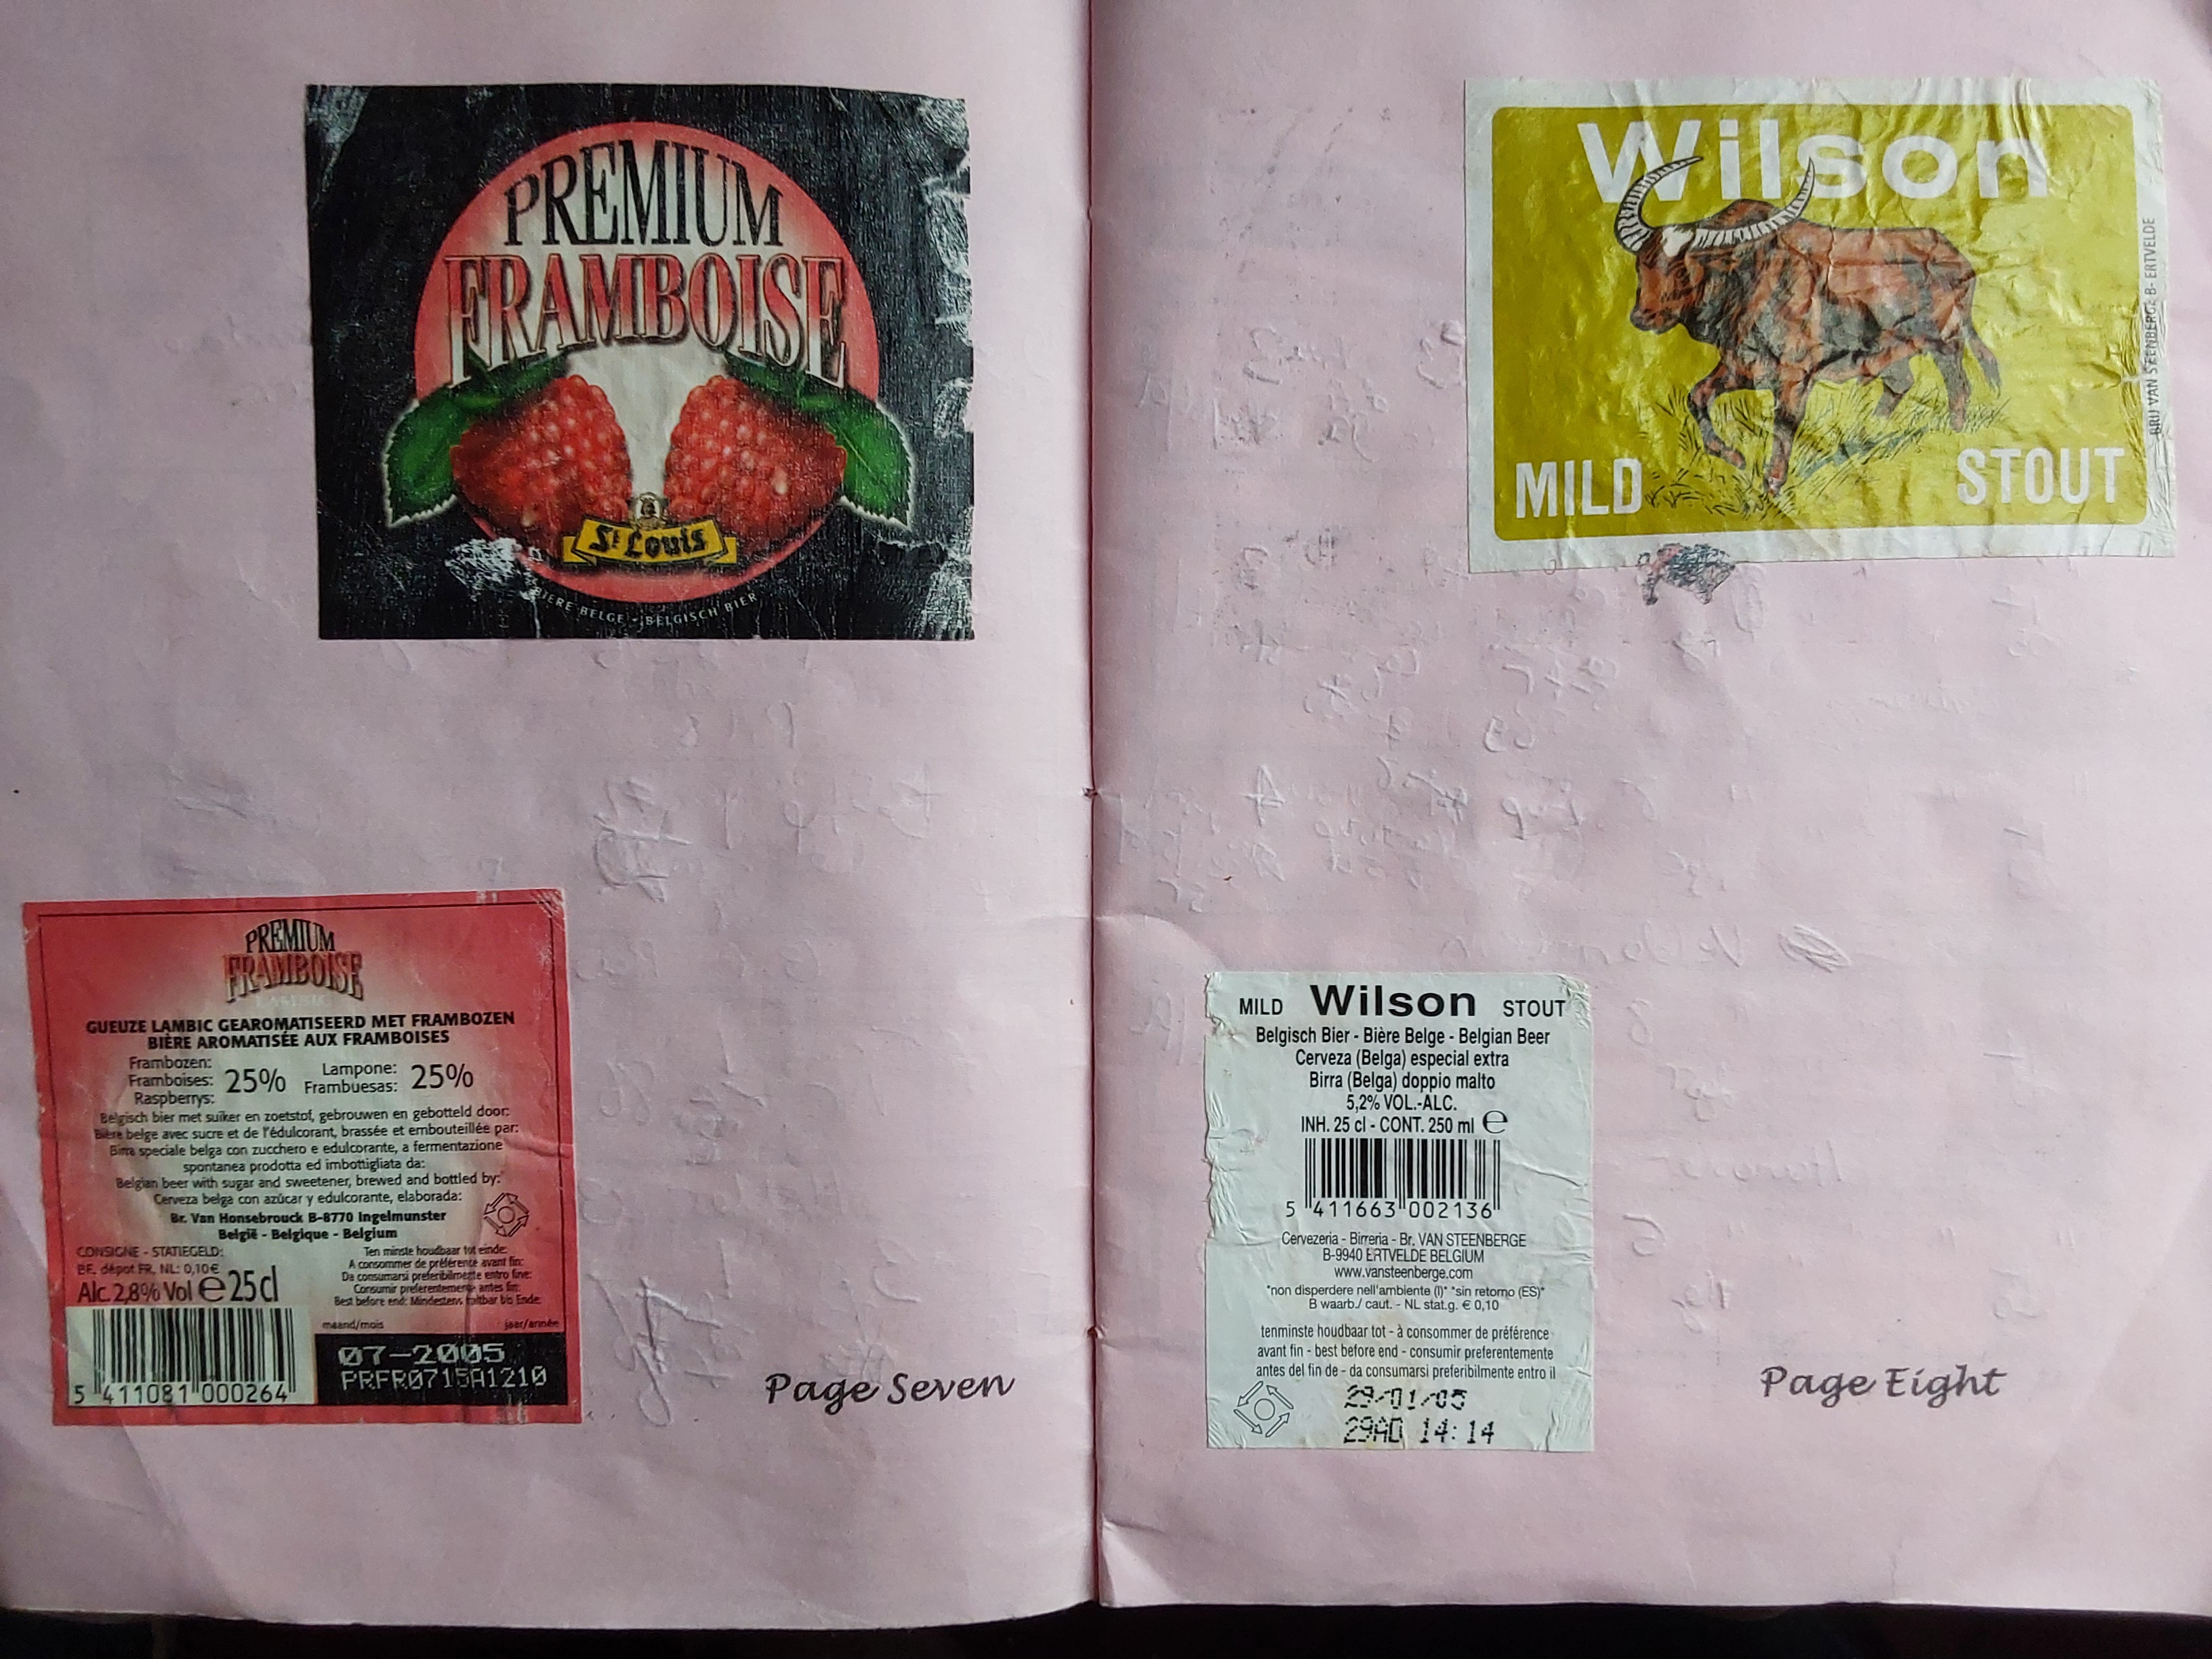 PREMIUM
FRAMBOISE
St Louis
BIERE BELGE - BELGISCH BIER
PREMIUM
FRAMBOISE
GUEUZE LAMBIC GEAROMATISEERD MET FRAMBOZEN
BIÈRE AROMATISÉE AUX FRAMBOISES
Frambozen:
Framboises:
Raspberrys:
25%
Lampone:
Frambuesas:
25%
Belgisch bier met suiker en zoetstof, gebrouwen en gebotteld door:
Bière belge avec sucre et de l'édulcorant, brassée et embouteillée par:
Birra speciale belga con zucchero e edulcorante, a fermentazione
spontanea prodotta ed imbottigliata da:
Belgian beer with sugar and sweetener, brewed and bottled by:
Cerveza belga con azúcar y edulcorante, elaborada:
Br. Van Honsebrouck B-8770 Ingelmunster
België - Belgique - Belgium
CONSIGNE - STATIEGELD:
BE. dépot FR. NL: 0,10€
Alc. 2,8% Vol e 25cl
Ten minste houdbaar tot einde:
A consommer de préférence avant fin:
Da consumarsi preferibilmente entro fine:
Consumir preferentemente antes fin:
Best before end: Mindestens haltbar bis Ende:
maand/mois jaar/année
07-2005
PRFR0715A1210
5 411081 000264
Page Seven
Wilson
MILD STOUT
BRIJ VAN STEENBERGE B- ERTVELDE
MILD Wilson STOUT
Belgisch Bier - Bière Belge - Belgian Beer
Cerveza (Belga) especial extra
Birra (Belga) doppio malto
5,2% VOL.-ALC.
INH. 25 cl - CONT. 250 ml e
5 411663 002136
Cervezeria - Birreria - Br. VAN STEENBERGE
B-9940 ERTVELDE BELGIUM
www.vansteenberge.com
*non disperdere nell'ambiente (I)* *sin retorno (ES)*
B waarb./ caut. - NL stat.g. € 0,10
tenminste houdbaar tot - à consommer de préférence
avant fin - best before end - consumir preferentemente
antes del fin de - da consumarsi preferibilmente entro il
29/01/05
29AD 14:14
Page Eight